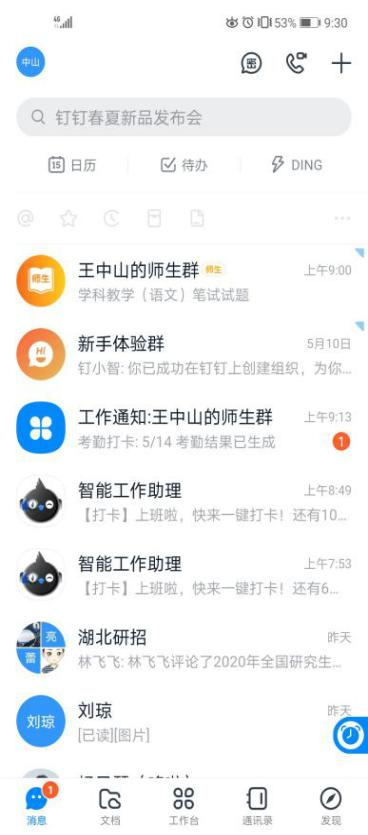 4G 53% 9:30
中山
密
钉钉春夏新品发布会
15 日历 待办 DING
师生 王中山的师生群 师生 上午9:00
学科教学（语文）笔试试题
Hi 新手体验群 5月10日
钉小智: 你已成功在钉钉上创建组织，为你...
工作通知:王中山的师生群 上午9:13
考勤打卡: 5/14 考勤结果已生成 1
智能工作助理 上午8:49
【打卡】上班啦，快来一键打卡！还有10...
智能工作助理 上午7:53
【打卡】上班啦，快来一键打卡！还有6...
亮 湖北研招 昨天
蕾 林飞飞: 林飞飞评论了2020年全国研究生...
刘琼 刘琼 昨天
[已读][图片]
1
消息 文档 工作台 通讯录 发现